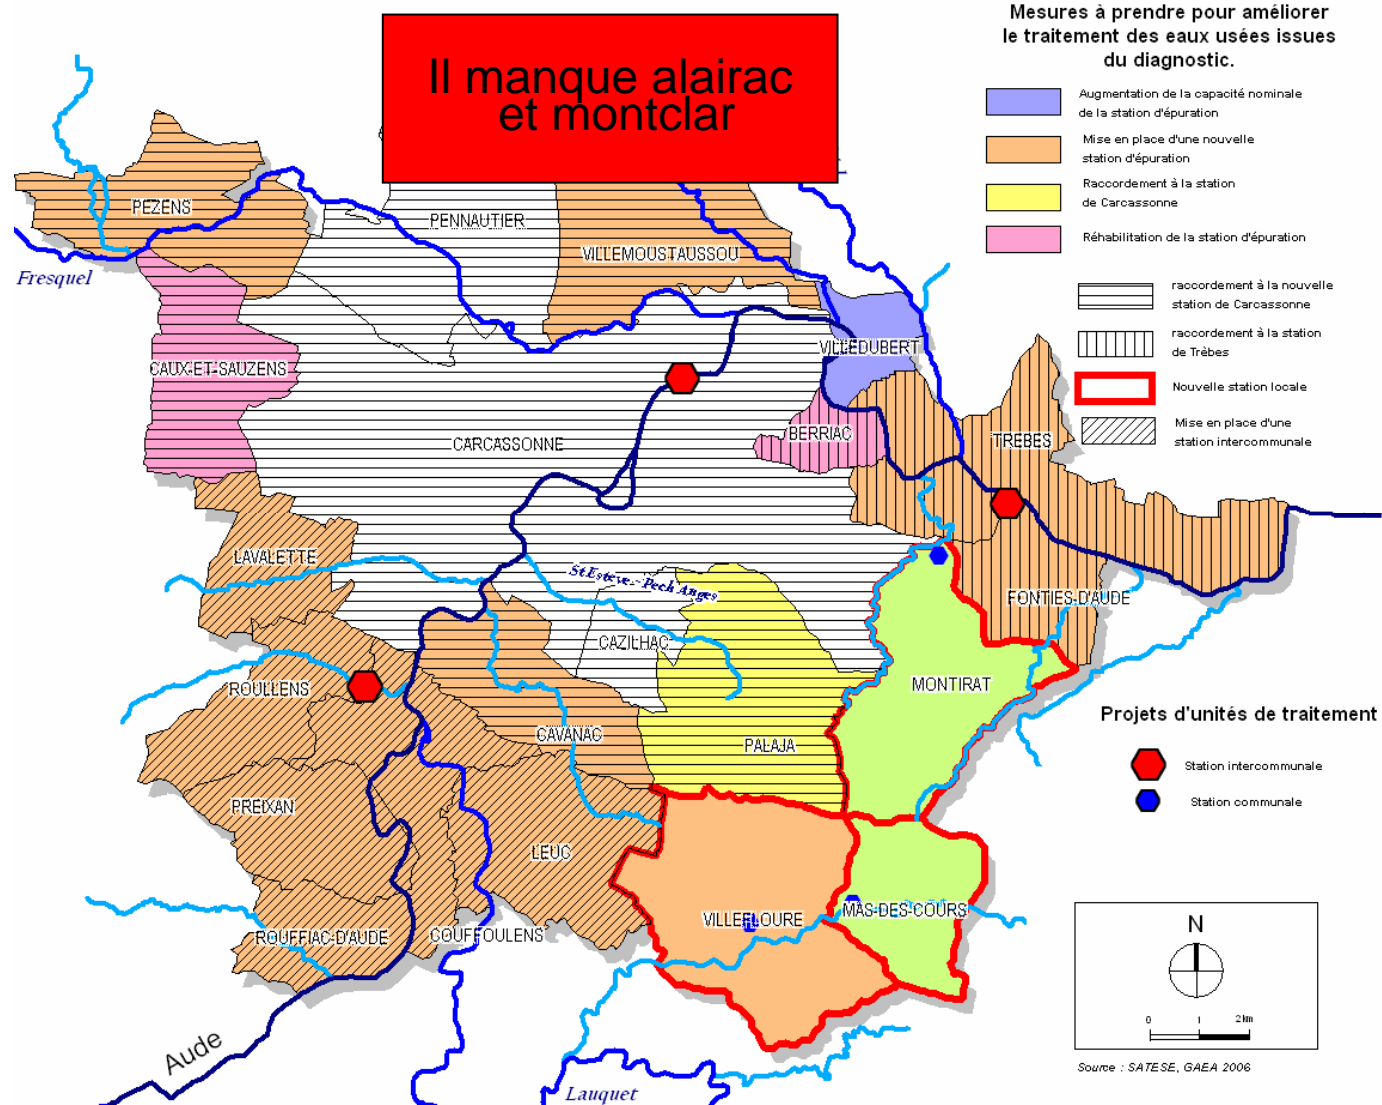 Il manque alairac
et montclar
Mesures à prendre pour améliorer
le traitement des eaux usées issues
du diagnostic.
Augmentation de la capacité nominale
de la station d'épuration
Mise en place d'une nouvelle
station d'épuration
Raccordement à la station
de Carcassonne
Réhabilitation de la station d'épuration
raccordement à la nouvelle
station de Carcassonne
raccordement à la station
de Trèbes
Nouvelle station locale
Mise en place d'une
station intercommunale
PEZENS
PENNAUTIER
VILLEMOUSTAUSSOU
Fresquel
VILLEDUBERT
CAUX-ET-SAUZENS
BERRIAC
TREBES
CARCASSONNE
LAVALETTE
St Esteve - Pech Anges
FONTIES-D'AUDE
CAZILHAC
ROULLENS
MONTIRAT
CAVANAC
PALAJA
PREIXAN
LEUC
VILLEFLOURE
MAS-DES-COURS
ROUFFIAC-D'AUDE
COUFFOULENS
Aude
Lauquet
Projets d'unités de traitement
Station intercommunale
Station communale
N
0 1 2 km
Source : SATESE, GAEA 2006